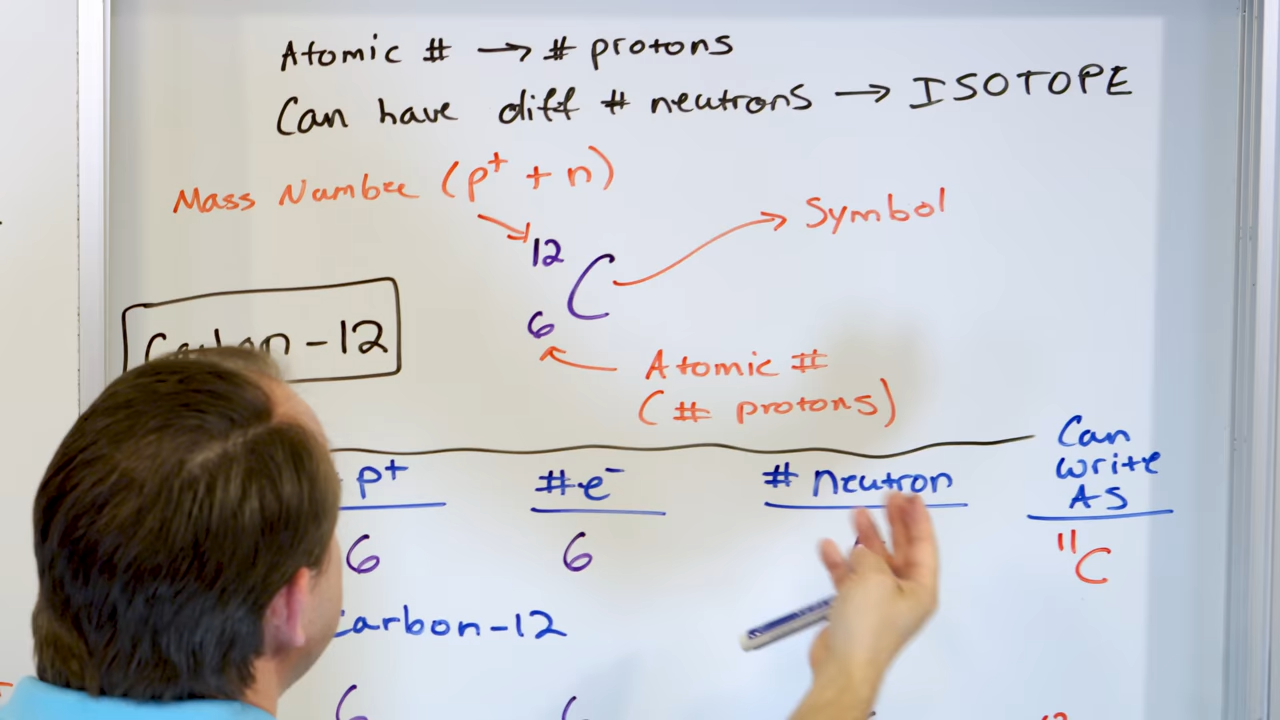 Atomic # → # protons
Can have diff # neutrons → ISOTOPE
Mass Number (p⁺ + n)
Symbol
12
C
6
-12
Atomic #
(# protons)
p⁺ #e⁻ # neutron Can write AS
6 6 ¹¹C
Carbon-12
6